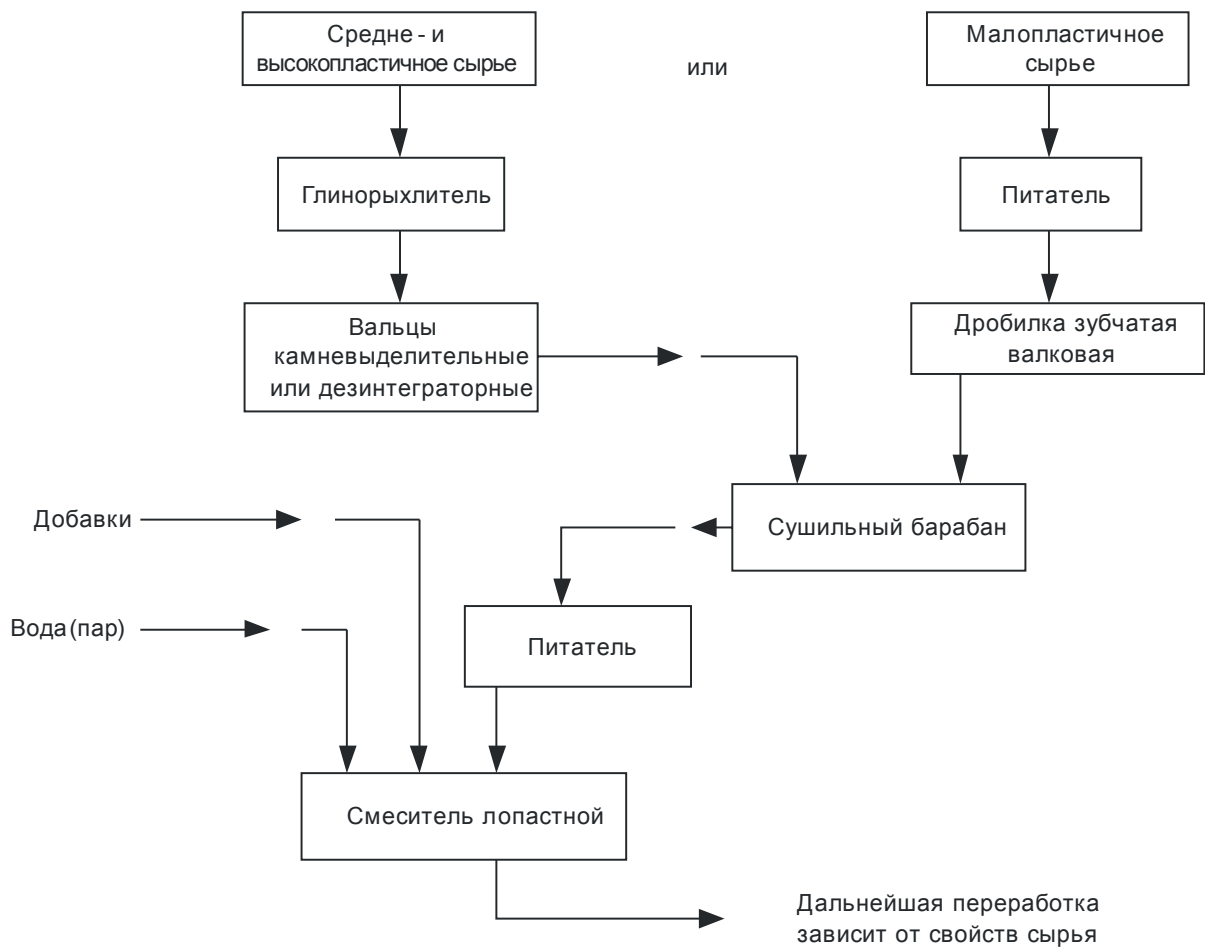 Средне - и
высокопластичное сырье
или
Малопластичное
сырье
Глинорыхлитель
Питатель
Вальцы
камневыделительные
или дезинтеграторные
Дробилка зубчатая
валковая
Добавки
Сушильный барабан
Вода (пар)
Питатель
Смеситель лопастной
Дальнейшая переработка
зависит от свойств сырья